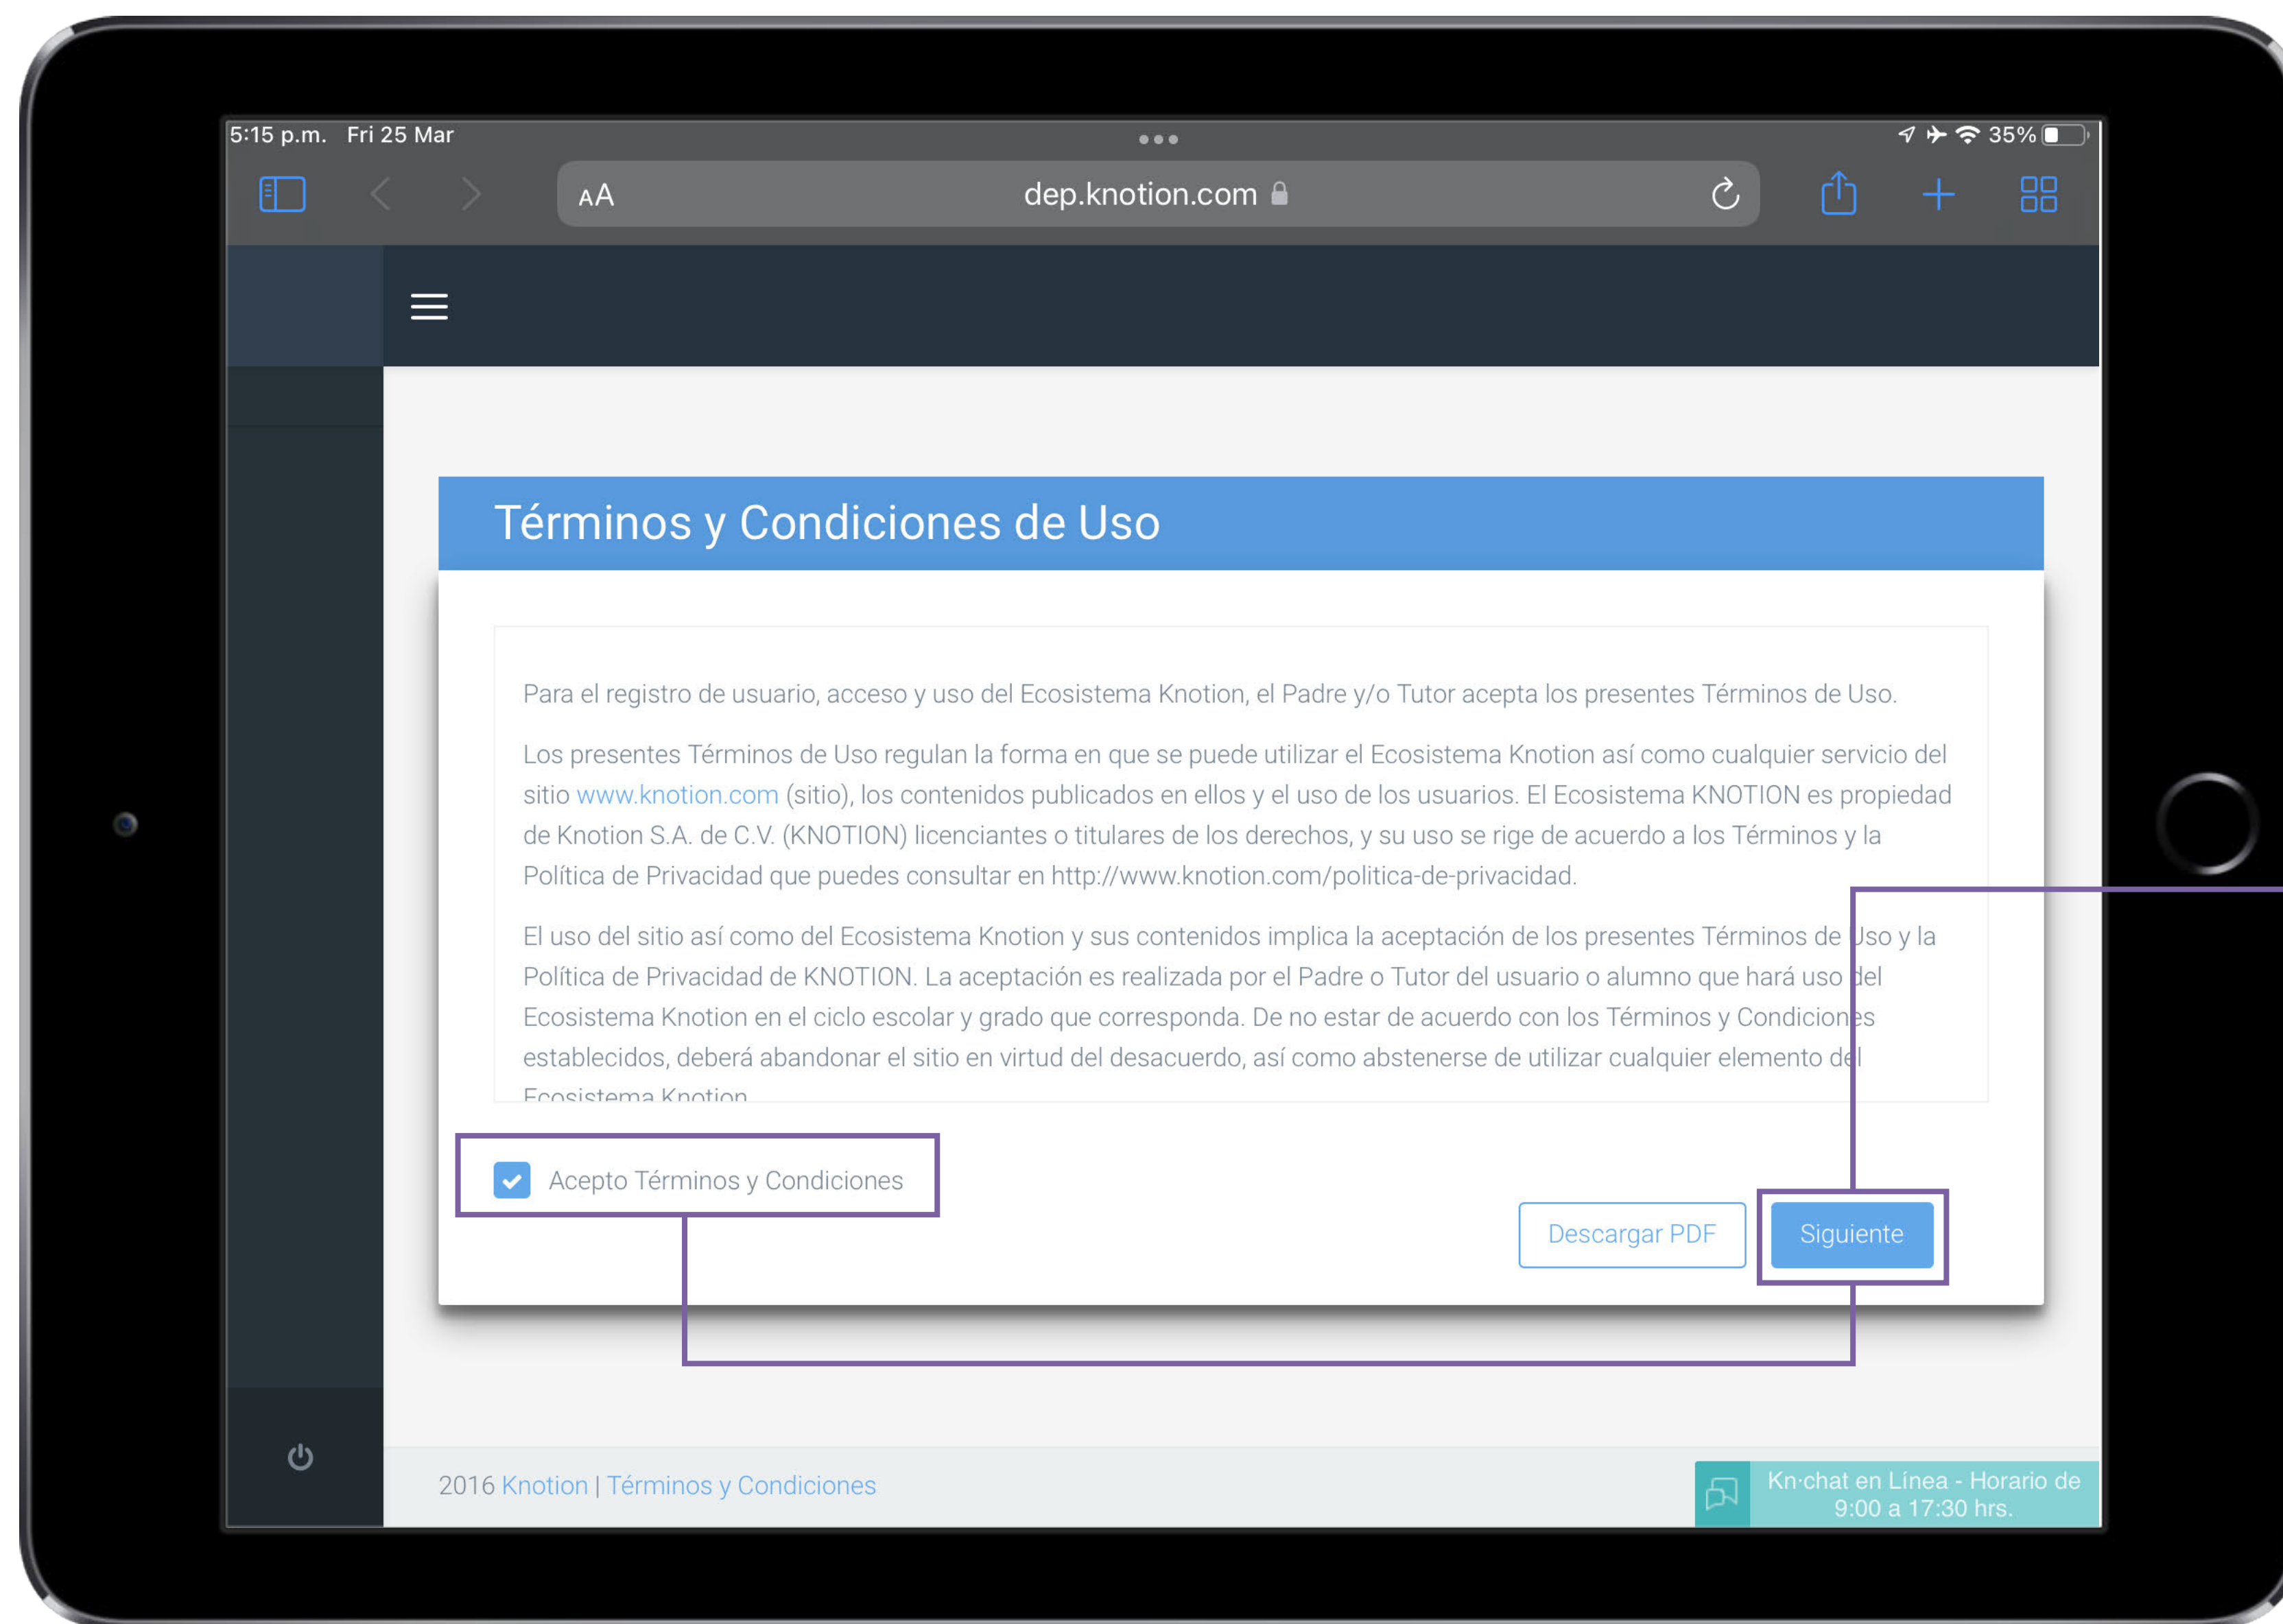 5:15 p.m. Fri 25 Mar
35%
AA
dep.knotion.com
Términos y Condiciones de Uso
Para el registro de usuario, acceso y uso del Ecosistema Knotion, el Padre y/o Tutor acepta los presentes Términos de Uso.
Los presentes Términos de Uso regulan la forma en que se puede utilizar el Ecosistema Knotion así como cualquier servicio del
sitio www.knotion.com (sitio), los contenidos publicados en ellos y el uso de los usuarios. El Ecosistema KNOTION es propiedad
de Knotion S.A. de C.V. (KNOTION) licenciantes o titulares de los derechos, y su uso se rige de acuerdo a los Términos y la
Política de Privacidad que puedes consultar en http://www.knotion.com/politica-de-privacidad.
El uso del sitio así como del Ecosistema Knotion y sus contenidos implica la aceptación de los presentes Términos de Uso y la
Política de Privacidad de KNOTION. La aceptación es realizada por el Padre o Tutor del usuario o alumno que hará uso del
Ecosistema Knotion en el ciclo escolar y grado que corresponda. De no estar de acuerdo con los Términos y Condiciones
establecidos, deberá abandonar el sitio en virtud del desacuerdo, así como abstenerse de utilizar cualquier elemento del
Ecosistema Knotion
Acepto Términos y Condiciones
Descargar PDF
Siguiente
2016 Knotion | Términos y Condiciones
Kn·chat en Línea - Horario de
9:00 a 17:30 hrs.